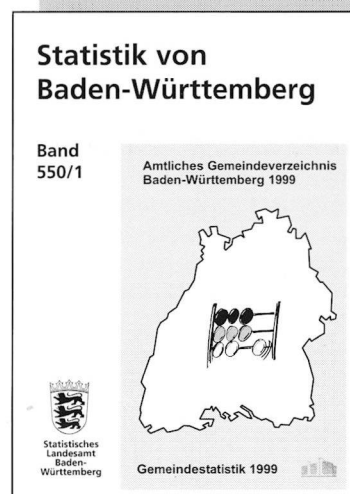 Statistik von
Baden-Württemberg
Band
550/1
Amtliches Gemeindeverzeichnis
Baden-Württemberg 1999
Statistisches
Landesamt
Baden-
Württemberg
Gemeindestatistik 1999